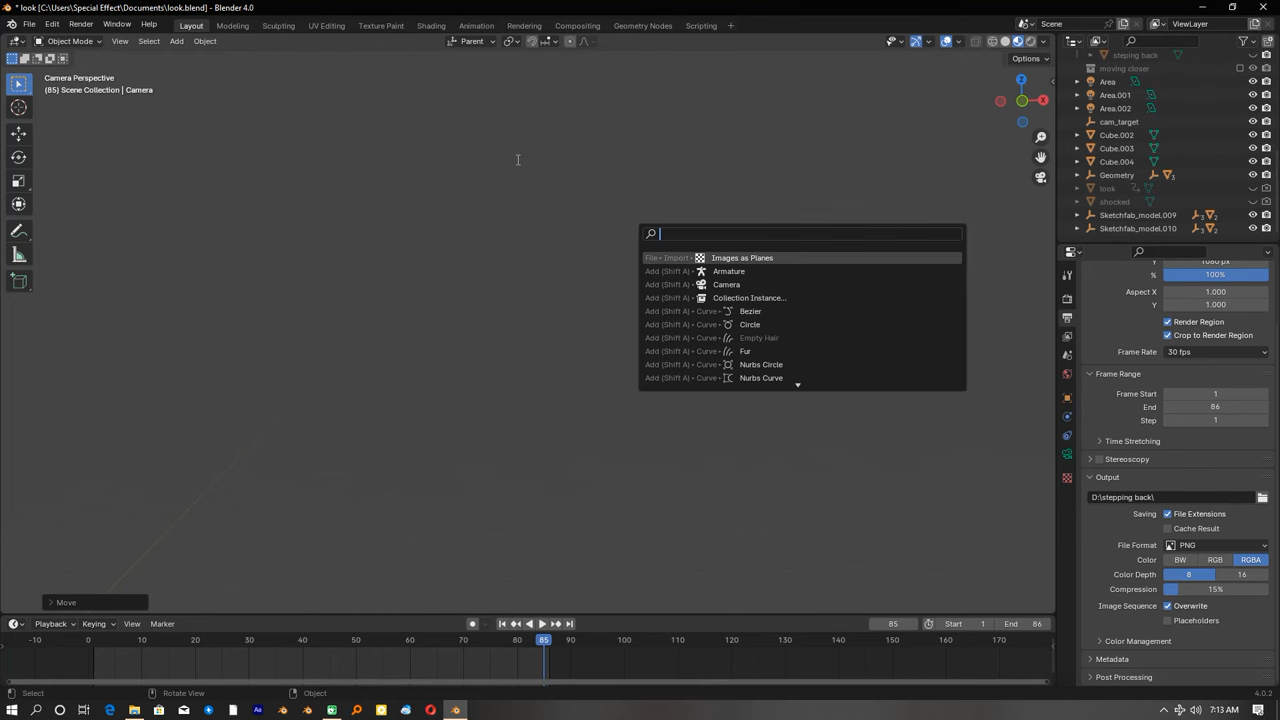 * look [C:\Users\Special Effect\Documents\look.blend] - Blender 4.0
File Edit Render Window Help Layout Modeling Sculpting UV Editing Texture Paint Shading Animation Rendering Compositing Geometry Nodes Scripting + Scene ViewLayer
Object Mode View Select Add Object Parent
Options
Camera Perspective
(85) Scene Collection | Camera
Z
X
steping back
moving closer
Area
Area.001
Area.002
cam_target
Cube.002
Cube.003
Cube.004
Geometry 3
look
shocked
Sketchfab_model.009 3 2
Sketchfab_model.010 3 2
File • Import • Images as Planes
Add (Shift A) • Armature
Add (Shift A) • Camera
Add (Shift A) • Collection Instance...
Add (Shift A) • Curve • Bezier
Add (Shift A) • Curve • Circle
Add (Shift A) • Curve • Empty Hair
Add (Shift A) • Curve • Fur
Add (Shift A) • Curve • Nurbs Circle
Add (Shift A) • Curve • Nurbs Curve
Y 1080 px
% 100%
Aspect X 1.000
Y 1.000
Render Region
Crop to Render Region
Frame Rate 30 fps
Frame Range
Frame Start 1
End 86
Step 1
Time Stretching
Stereoscopy
Output
D:\stepping back\
Saving File Extensions
Cache Result
File Format PNG
Color BW RGB RGBA
Color Depth 8 16
Compression 15%
Image Sequence Overwrite
Placeholders
Color Management
Metadata
Post Processing
Move
Playback Keying View Marker 85 Start 1 End 86
-10 0 10 20 30 40 50 60 70 80 85 90 100 110 120 130 140 150 160 170
Select Rotate View Object 4.0.2
Ae 7:13 AM